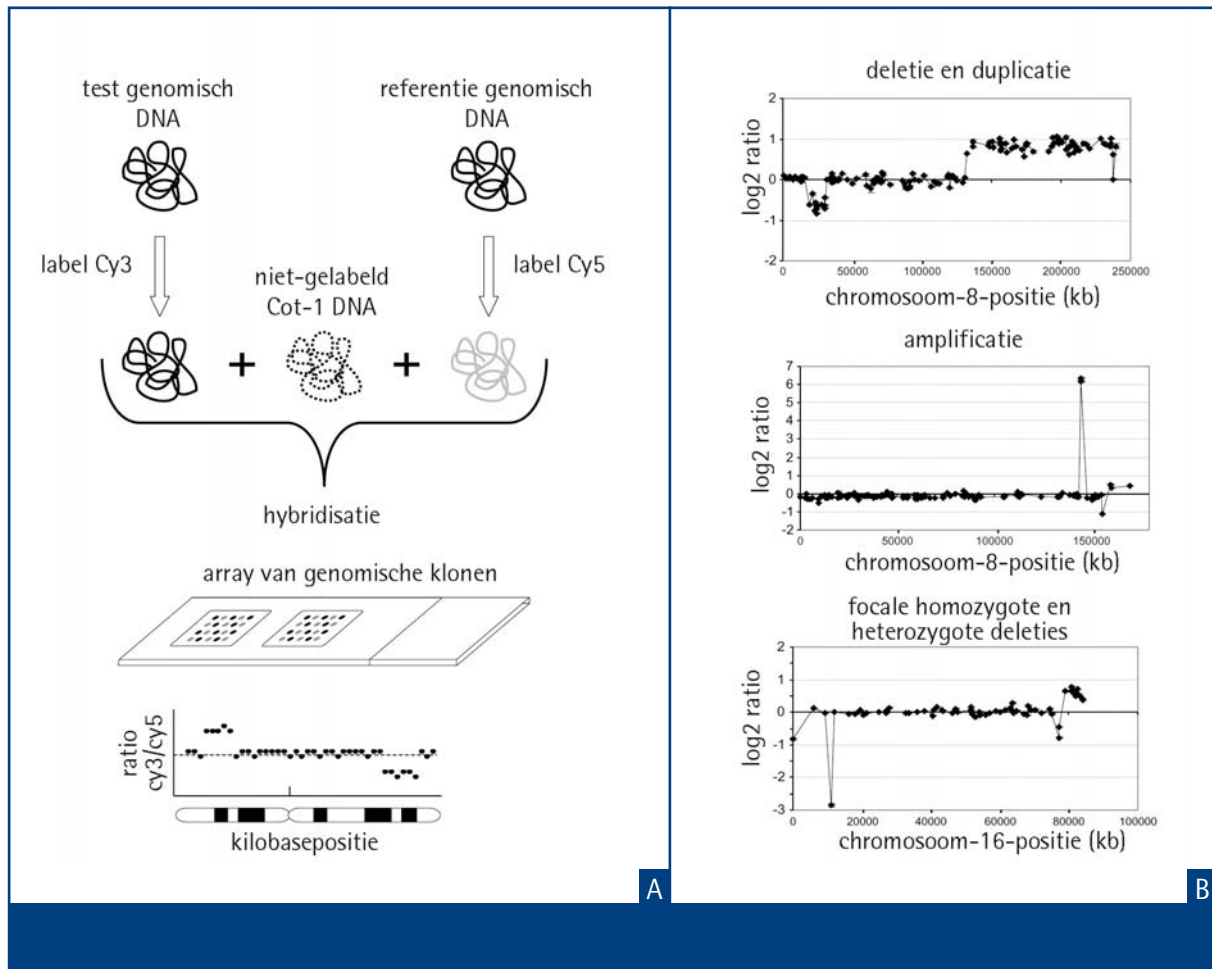 test genomisch
DNA
referentie genomisch
DNA
label Cy3
niet-gelabeld
Cot-1 DNA
label Cy5
+
+
hybridisatie
array van genomische klonen
ratio
cy3/cy5
kilobasepositie
A
deletie en duplicatie
log2 ratio
2
1
0
-1
-2
0 50000 100000 150000 200000 250000
chromosoom-8-positie (kb)
amplificatie
log2 ratio
7
6
5
4
3
2
1
0
-1
-2
0 50000 100000 150000
chromosoom-8-positie (kb)
focale homozygote en
heterozygote deleties
log2 ratio
2
1
0
-1
-2
-3
0 20000 40000 60000 80000 100000
chromosoom-16-positie (kb)
B